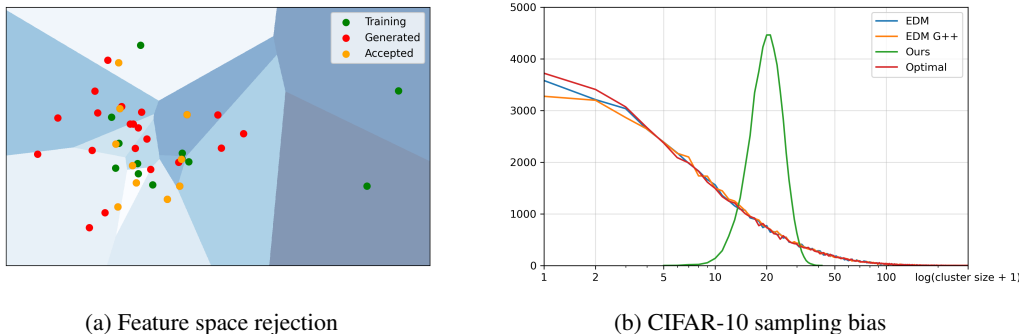 Training
Generated
Accepted
(a) Feature space rejection
5000
4000
3000
2000
1000
0
EDM
EDM G++
Ours
Optimal
1
2
10
20
50
100
log(cluster size + 1)
(b) CIFAR-10 sampling bias